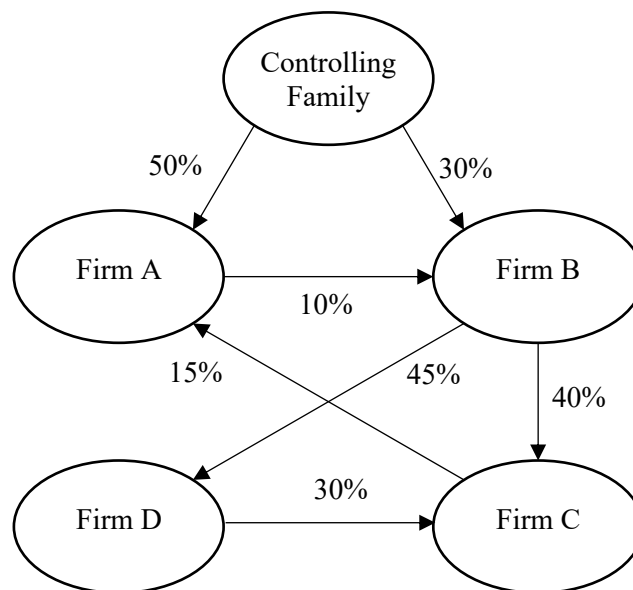 Controlling
Family
50%
30%
Firm A
Firm B
10%
15%
45%
40%
Firm D
30%
Firm C